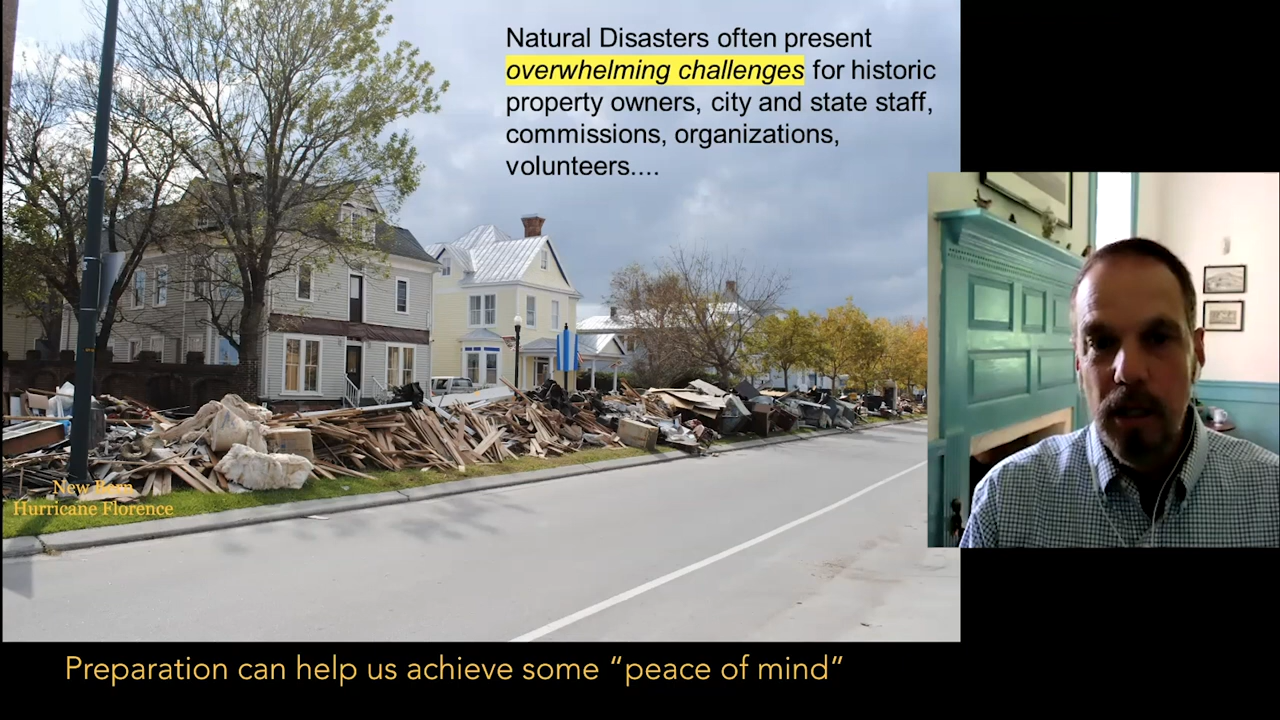 Natural Disasters often present
overwhelming challenges for historic
property owners, city and state staff,
commissions, organizations,
volunteers....
New Bern
Hurricane Florence
Preparation can help us achieve some “peace of mind”